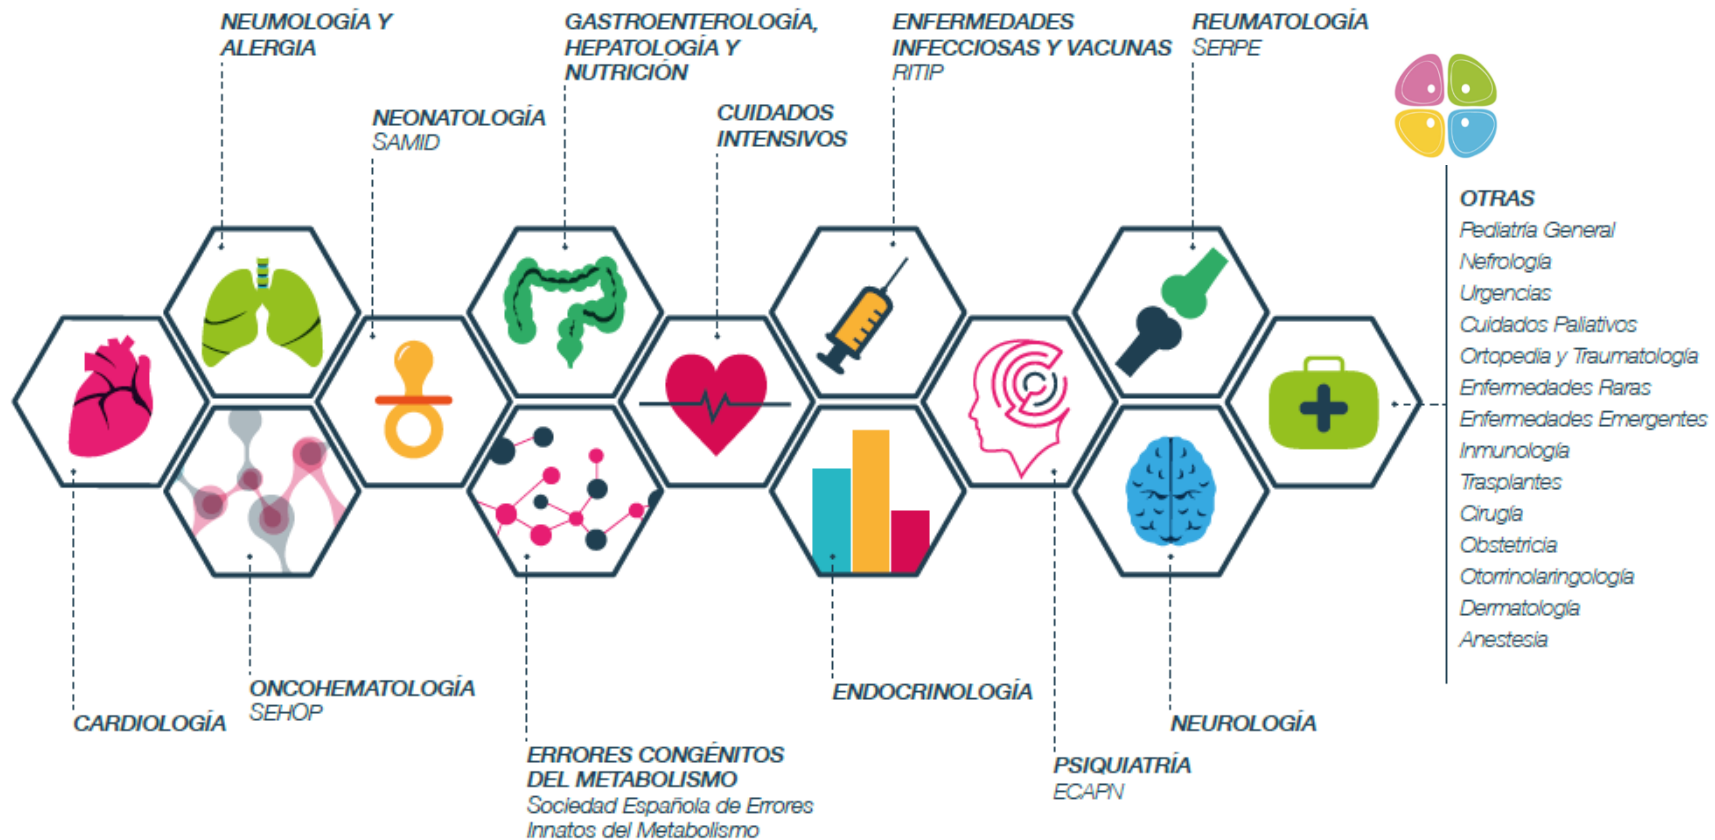 NEUMOLOGÍA Y
ALERGIA
NEONATOLOGÍA
SAMID
GASTROENTEROLOGÍA,
HEPATOLOGÍA Y
NUTRICIÓN
CUIDADOS
INTENSIVOS
ENFERMEDADES
INFECCIOSAS Y VACUNAS
RITIP
REUMATOLOGÍA
SERPE
CARDIOLOGÍA
ONCOHEMATOLOGÍA
SEHOP
ERRORES CONGÉNITOS
DEL METABOLISMO
Sociedad Española de Errores
Innatos del Metabolismo
ENDOCRINOLOGÍA
PSIQUIATRÍA
ECAPN
NEUROLOGÍA
OTRAS
Pediatría General
Nefrología
Urgencias
Cuidados Paliativos
Ortopedia y Traumatología
Enfermedades Raras
Enfermedades Emergentes
Inmunología
Trasplantes
Cirugía
Obstetricia
Otorrinolaringología
Dermatología
Anestesia